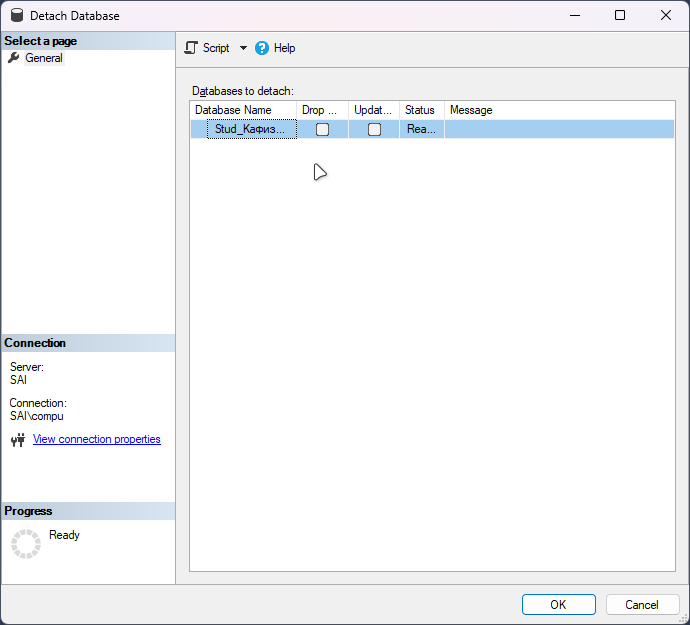 Detach Database
Select a page
General
Script
Help
Databases to detach:
Database Name Drop ... Updat... Status Message
Stud_Кафиз... Rea...
Connection
Server:
SAI
Connection:
SAI\compu
View connection properties
Progress
Ready
OK Cancel